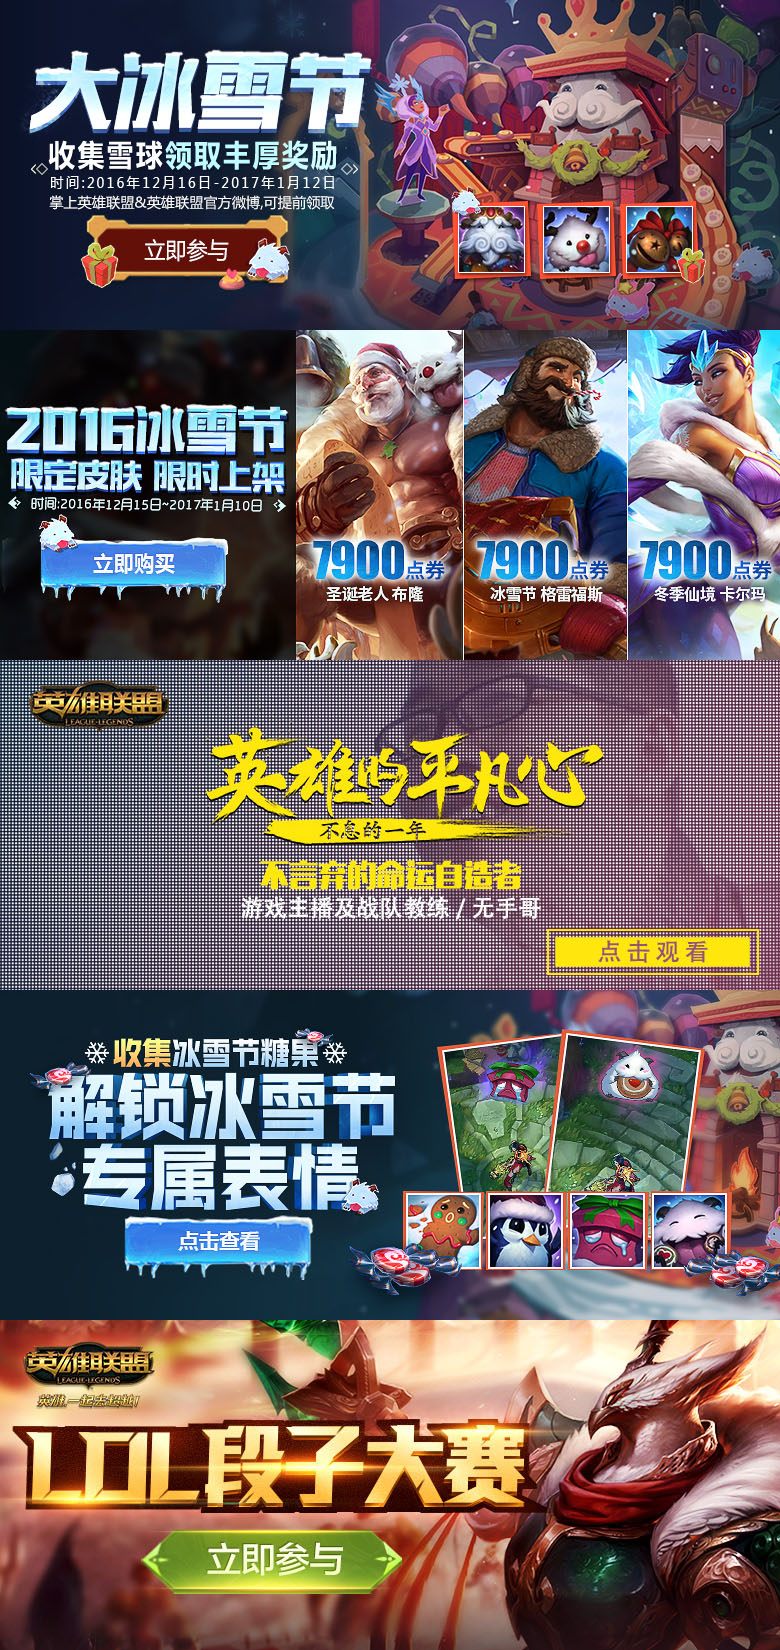 大冰雪节
收集雪球领取丰厚奖励
时间:2016年12月16日-2017年1月12日
掌上英雄联盟&英雄联盟官方微博,可提前领取
立即参与
2016冰雪节
限定皮肤 限时上架
时间:2016年12月15日~2017年1月10日
立即购买
7900点券
圣诞老人 布隆
7900点券
冰雪节 格雷福斯
7900点券
冬季仙境 卡尔玛
英雄联盟
LEAGUE·LEGENDS
英雄的平凡心
不怠的一年
不言弃的命运自造者
游戏主播及战队教练 / 无手哥
点击观看
收集冰雪节糖果
解锁冰雪节
专属表情
点击查看
英雄联盟
LEAGUE·LEGENDS
英雄,一起去超越!
LOL段子大赛
立即参与